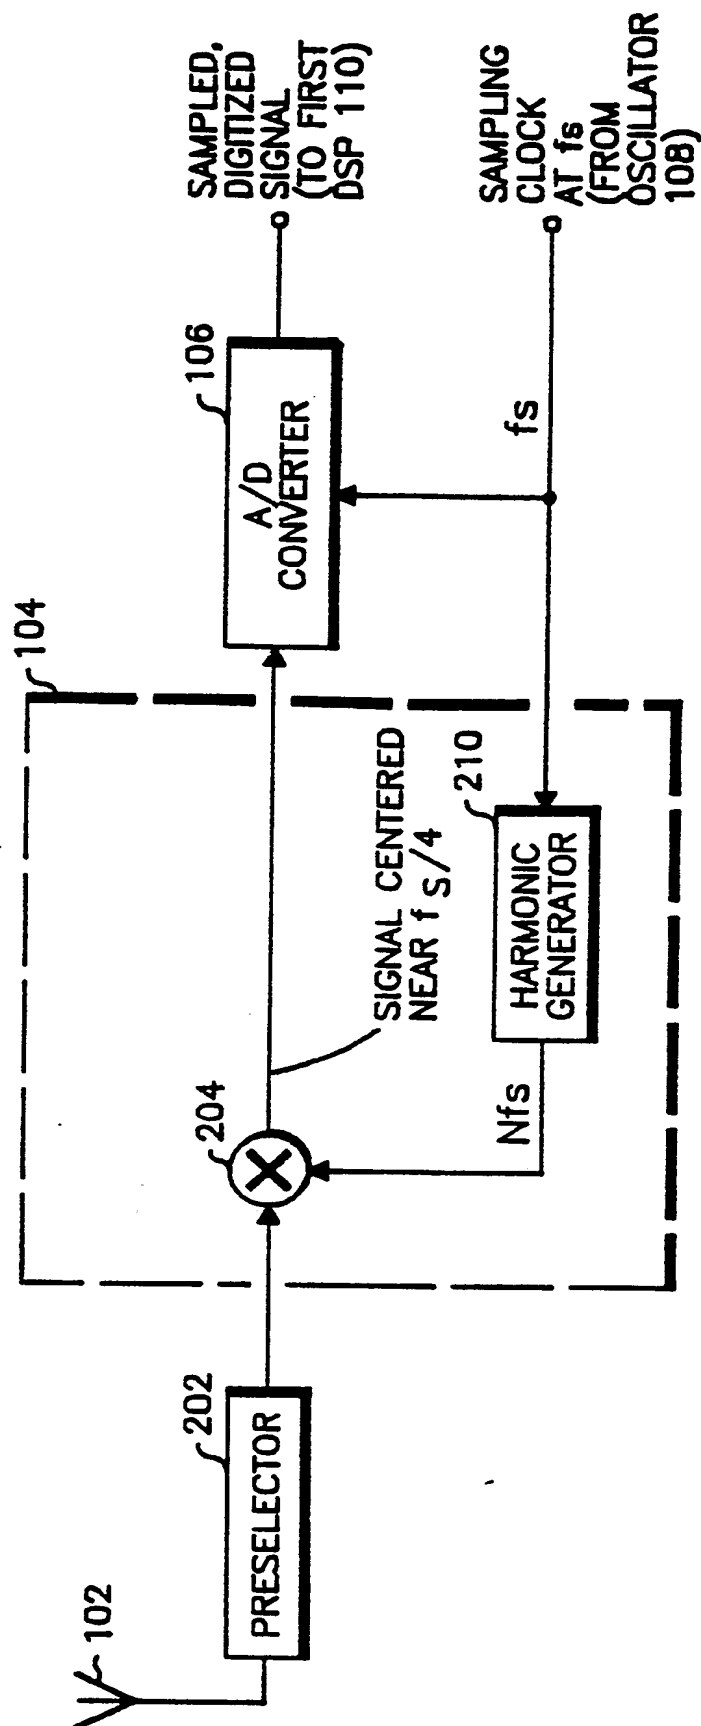 102
202
PRESELECTOR
104
204
SIGNAL CENTERED
NEAR fS/4
Nfs
210
HARMONIC
GENERATOR
106
A/D
CONVERTER
fs
SAMPLED,
DIGITIZED
SIGNAL
(TO FIRST
DSP 110)
SAMPLING
CLOCK
AT fs
(FROM
OSCILLATOR
108)